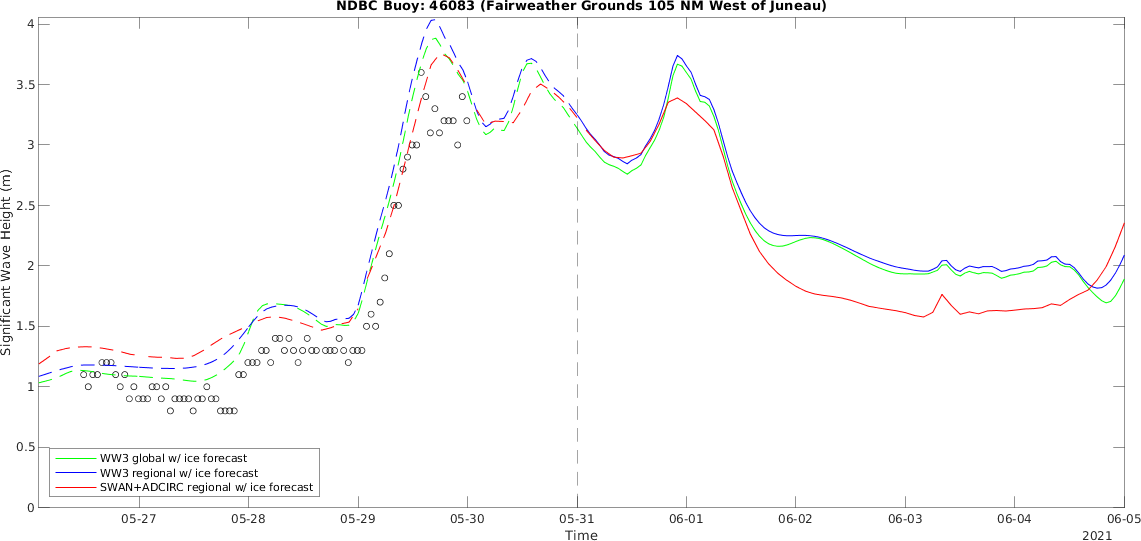 NDBC Buoy: 46083 (Fairweather Grounds 105 NM West of Juneau)
4
3.5
3
2.5
2
1.5
1
0.5
0
Significant Wave Height (m)
WW3 global w/ ice forecast
WW3 regional w/ ice forecast
SWAN+ADCIRC regional w/ ice forecast
05-27 05-28 05-29 05-30 05-31 06-01 06-02 06-03 06-04 06-05
Time
2021